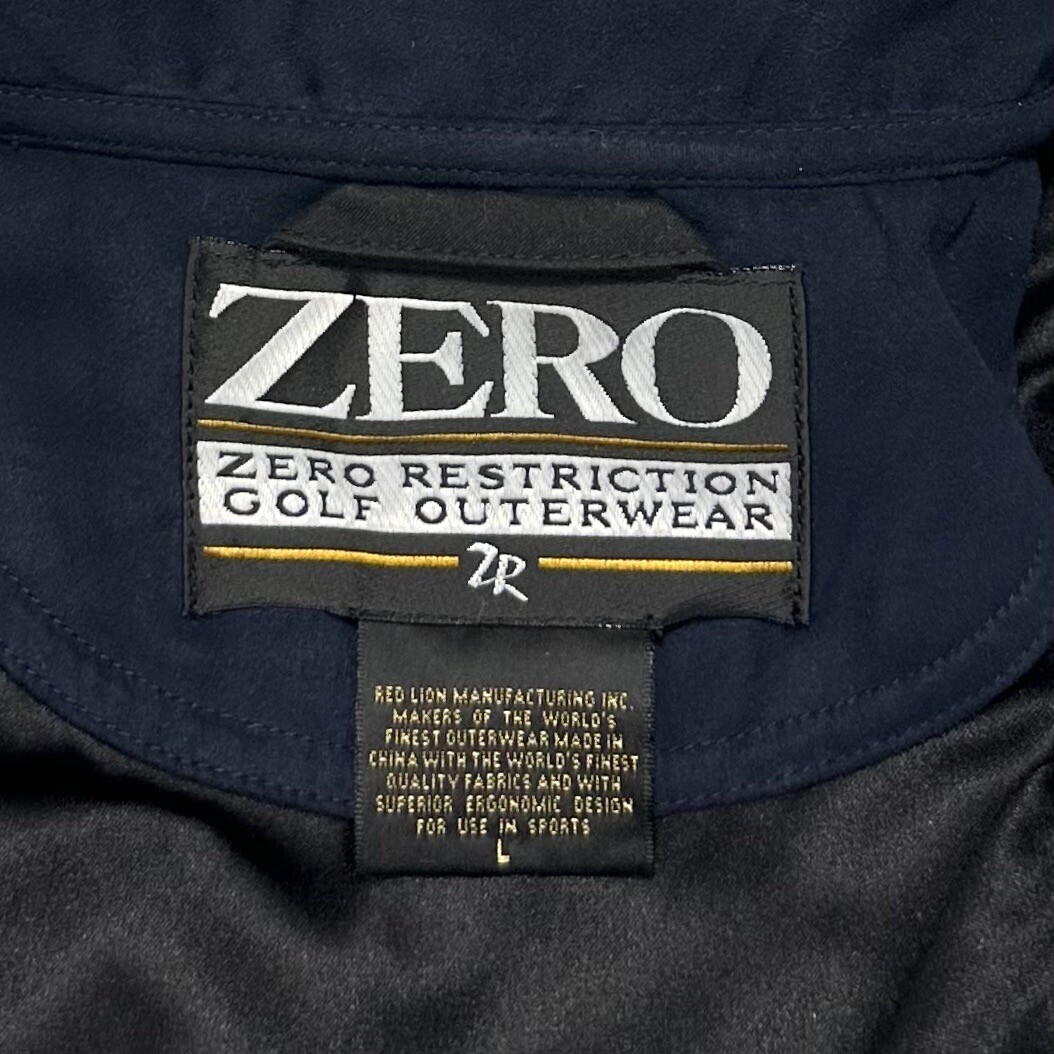 ZERO
ZERO RESTRICTION
GOLF OUTERWEAR
ZR
RED LION MANUFACTURING INC.
MAKERS OF THE WORLD'S
FINEST OUTERWEAR MADE IN
CHINA WITH THE WORLD'S FINEST
QUALITY FABRICS AND WITH
SUPERIOR ERGONOMIC DESIGN
FOR USE IN SPORTS
L